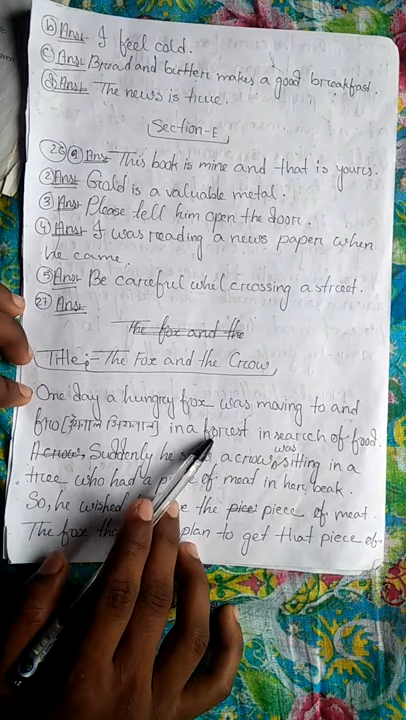 (b) Ans- I feel cold.
(c) Ans- Bread and butter makes a good breakfast.
(d) Ans- The news is true.
Section-E
26 (1) Ans- This book is mine and that is yours.
(2) Ans- Gold is a valuable metal.
(3) Ans- Please tell him open the door.
(4) Ans- I was reading a news paper when
he came.
(5) Ans- Be careful whil crossing a street.
27) Ans-
The fox and the
Title:- The Fox and the Crow,
One day a hungry fox was moving to and
fro in a forrest in search of food.
A crow, Suddenly he a crow was sitting in a
tree who had a of meat in her beak.
So, he wished the pice piece of meat.
The fox plan to get that piece of